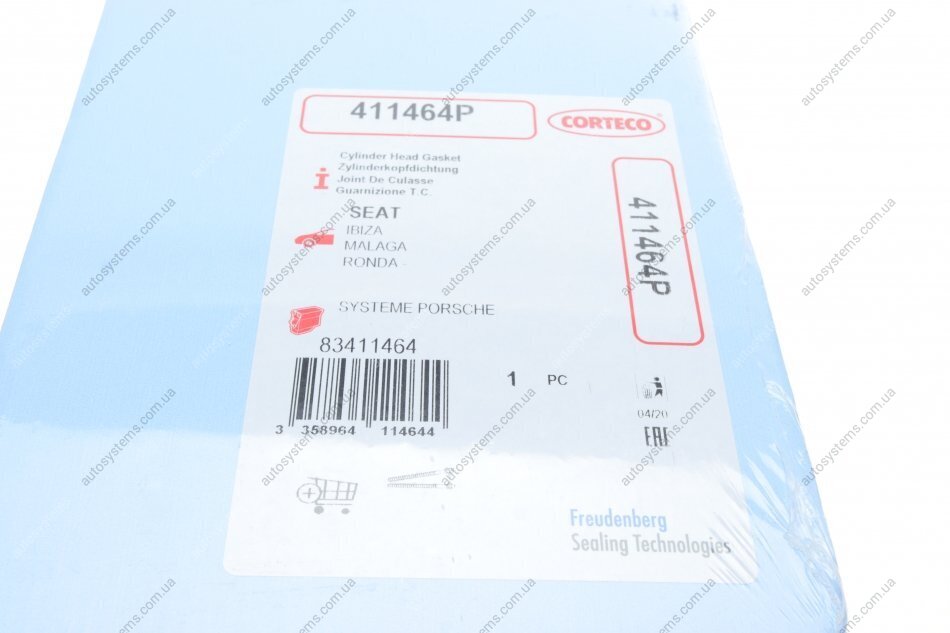 411464P
CORTECO
Cylinder Head Gasket
Zylinderkopfdichtung
Joint De Culasse
Guarnizione T.C.
SEAT
IBIZA
MALAGA
RONDA -
411464P
SYSTEME PORSCHE
83411464
1 PC
3 358964 114644
04/20
EAC
Freudenberg
Sealing Technologies
autosystems.com.ua